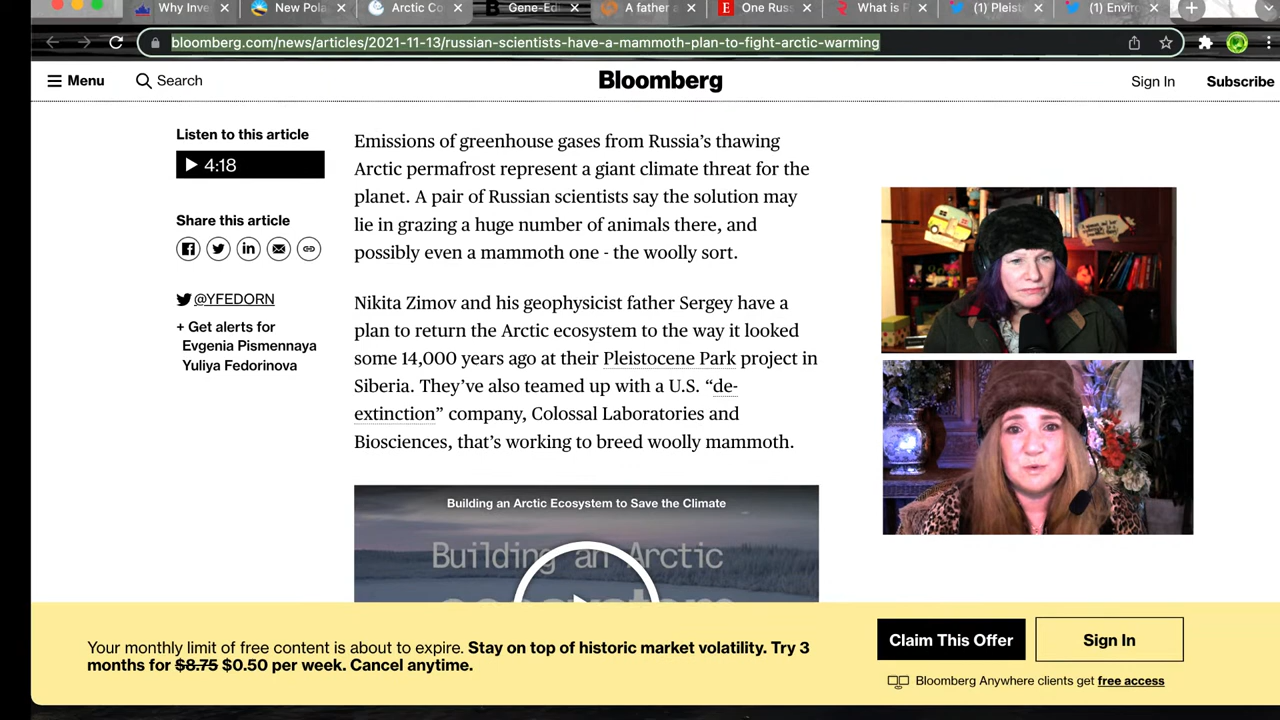 Why Inve
New Pola
Arctic Co
Gene-Edi
A father a
One Russ
What is P
(1) Pleist
(1) Enviro
bloomberg.com/news/articles/2021-11-13/russian-scientists-have-a-mammoth-plan-to-fight-arctic-warming
Menu
Search
Bloomberg
Sign In
Subscribe
Listen to this article
4:18
Share this article
@YFEDORN
+ Get alerts for
Evgenia Pismennaya
Yuliya Fedorinova
Emissions of greenhouse gases from Russia’s thawing
Arctic permafrost represent a giant climate threat for the
planet. A pair of Russian scientists say the solution may
lie in grazing a huge number of animals there, and
possibly even a mammoth one - the woolly sort.
Nikita Zimov and his geophysicist father Sergey have a
plan to return the Arctic ecosystem to the way it looked
some 14,000 years ago at their Pleistocene Park project in
Siberia. They’ve also teamed up with a U.S. “de-
extinction” company, Colossal Laboratories and
Biosciences, that’s working to breed woolly mammoth.
Building an Arctic Ecosystem to Save the Climate
Building an Arctic
ecosystem
Your monthly limit of free content is about to expire. Stay on top of historic market volatility. Try 3
months for $8.75 $0.50 per week. Cancel anytime.
Claim This Offer
Sign In
Bloomberg Anywhere clients get free access